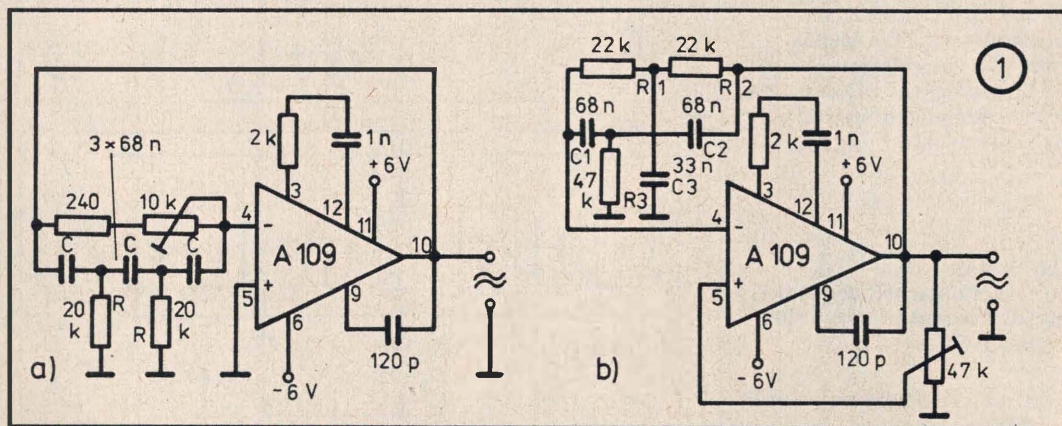 1
2 k
1 n
+ 6 V
3 × 68 n
240
10 k
3
12
11
4
−
A 109
10
≈
C
C
C
+
5
9
6
20 k
R
R
20 k
120 p
− 6 V
a)
22 k
22 k
R 1
R 2
68 n
68 n
C1
C2
2 k
1 n
+ 6 V
47 k
R3
33 n
C3
3
12
11
4
−
A 109
10
≈
5
+
9
6
120 p
− 6 V
47 k
b)